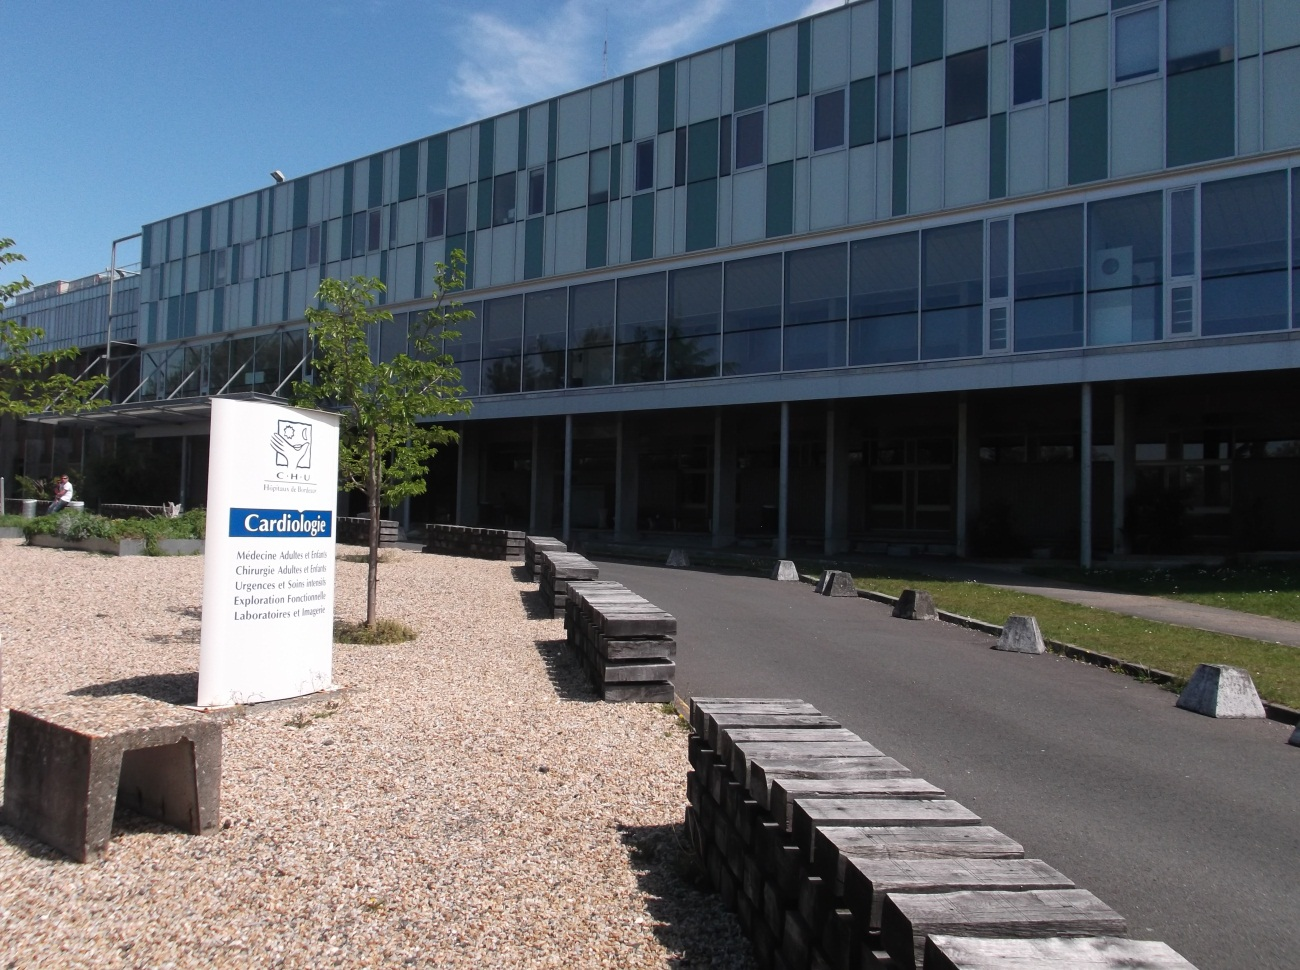 C·H·U
Hôpitaux de Bordeaux
Cardiologie
Médecine Adultes et Enfants
Chirurgie Adultes et Enfants
Urgences et Soins intensifs
Exploration Fonctionnelle
Laboratoires et Imagerie